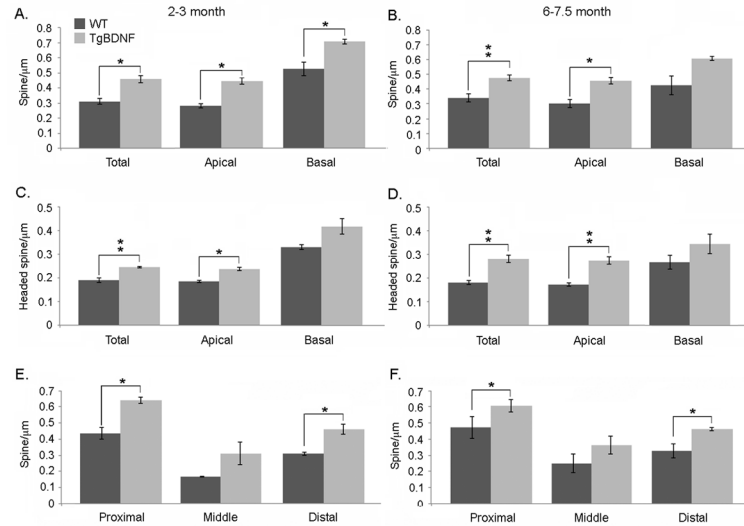 2-3 month
6-7.5 month
A.
WT
TgBDNF
Spine/μm
0.8
0.7
0.6
0.5
0.4
0.3
0.2
0.1
0
*
*
*
Total Apical Basal
B.
Spine/μm
0.8
0.7
0.6
0.5
0.4
0.3
0.2
0.1
0
*
*
*
Total Apical Basal
C.
Headed spine/μm
0.5
0.4
0.3
0.2
0.1
0
*
*
*
Total Apical Basal
D.
Headed spine/μm
0.5
0.4
0.3
0.2
0.1
0
*
*
*
*
Total Apical Basal
E.
Spine/μm
0.7
0.6
0.5
0.4
0.3
0.2
0.1
0
*
*
Proximal Middle Distal
F.
Spine/μm
0.7
0.6
0.5
0.4
0.3
0.2
0.1
0
*
*
Proximal Middle Distal